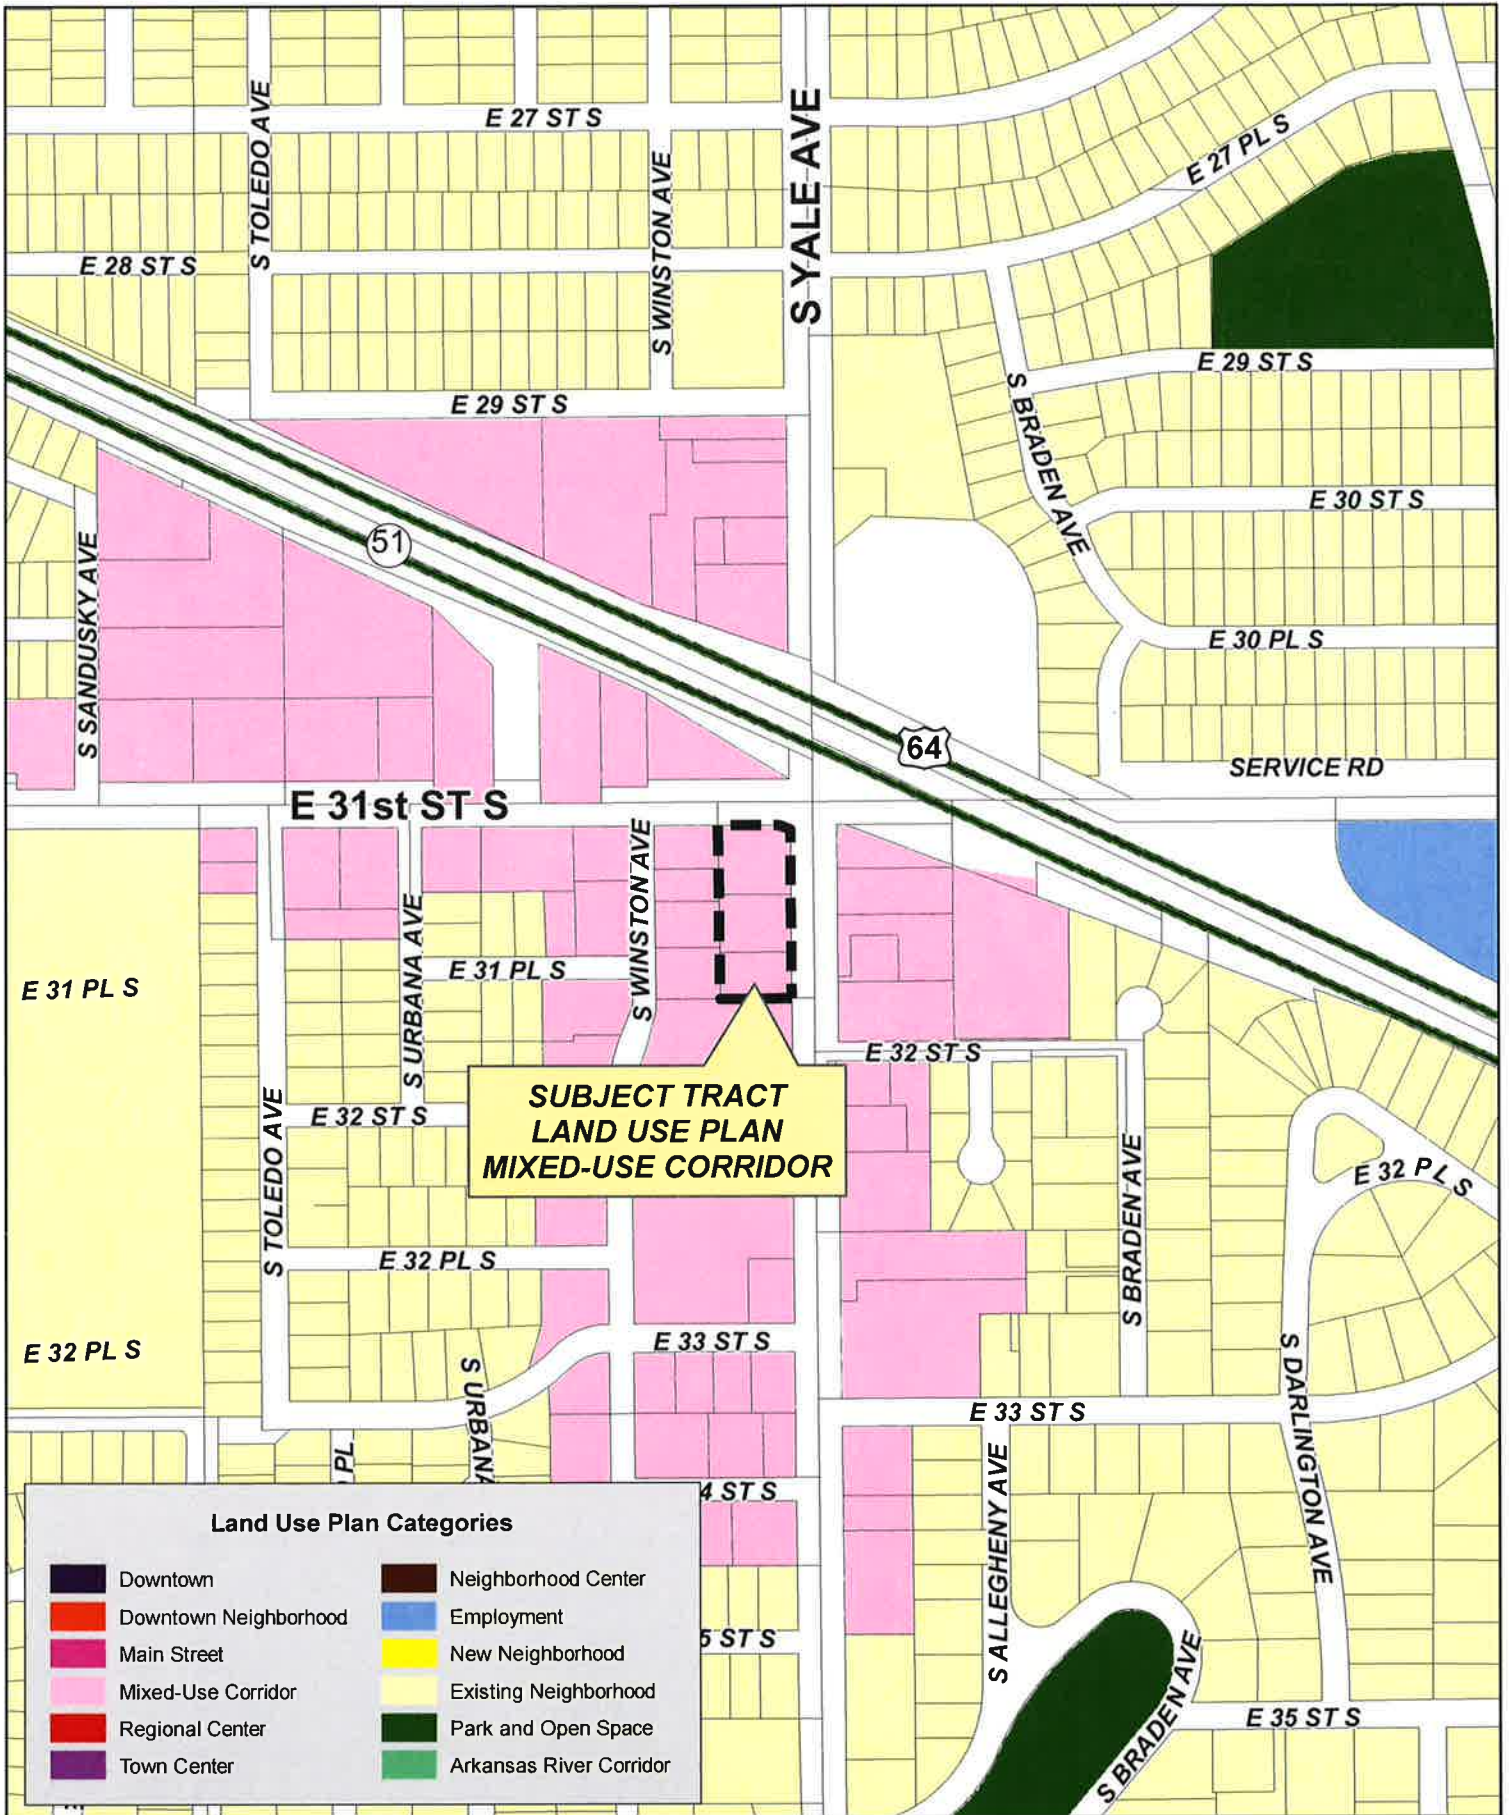 E 27 ST S
S TOLEDO AVE
S WINSTON AVE
S YALE AVE
E 27 PL S
E 28 ST S
E 29 ST S
E 29 ST S
S BRADEN AVE
E 30 ST S
51
S SANDUSKY AVE
E 30 PL S
64
SERVICE RD
E 31st ST S
S WINSTON AVE
S URBANA AVE
E 31 PL S
E 31 PL S
E 32 ST S
SUBJECT TRACT
LAND USE PLAN
MIXED-USE CORRIDOR
E 32 ST S
S TOLEDO AVE
S BRADEN AVE
E 32 PL S
E 32 PL S
E 32 PL S
E 33 ST S
S URBANA
S DARLINGTON AVE
E 33 ST S
PL
4 ST S
S ALLEGHENY AVE
5 ST S
S BRADEN AVE
E 35 ST S
Land Use Plan Categories
Downtown
Downtown Neighborhood
Main Street
Mixed-Use Corridor
Regional Center
Town Center
Neighborhood Center
Employment
New Neighborhood
Existing Neighborhood
Park and Open Space
Arkansas River Corridor